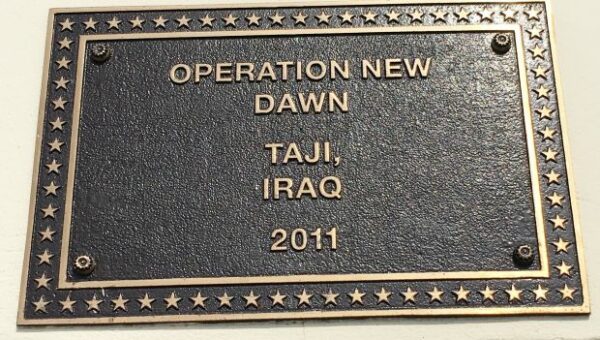 OPERATION NEW
DAWN
TAJI,
IRAQ
2011